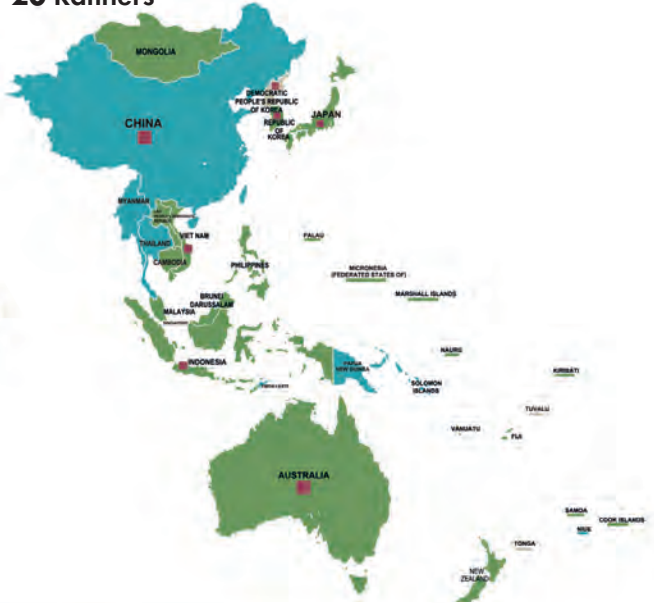 MONGOLIA
DEMOCRATIC
PEOPLE'S REPUBLIC
OF KOREA
CHINA
JAPAN
REPUBLIC
OF
KOREA
MYANMAR
VIET NAM
THAILAND
CAMBODIA
PALAU
PHILIPPINES
MICRONESIA
(FEDERATED STATES OF)
MARSHALL ISLANDS
BRUNEI
DARUSSALAM
MALAYSIA
NAURU
INDONESIA
PAPUA
NEW GUINEA
KIRIBATI
SOLOMON
ISLANDS
TUVALU
VANUATU
FIJI
AUSTRALIA
SAMOA
COOK ISLANDS
NIUE
TONGA
NEW
ZEALAND